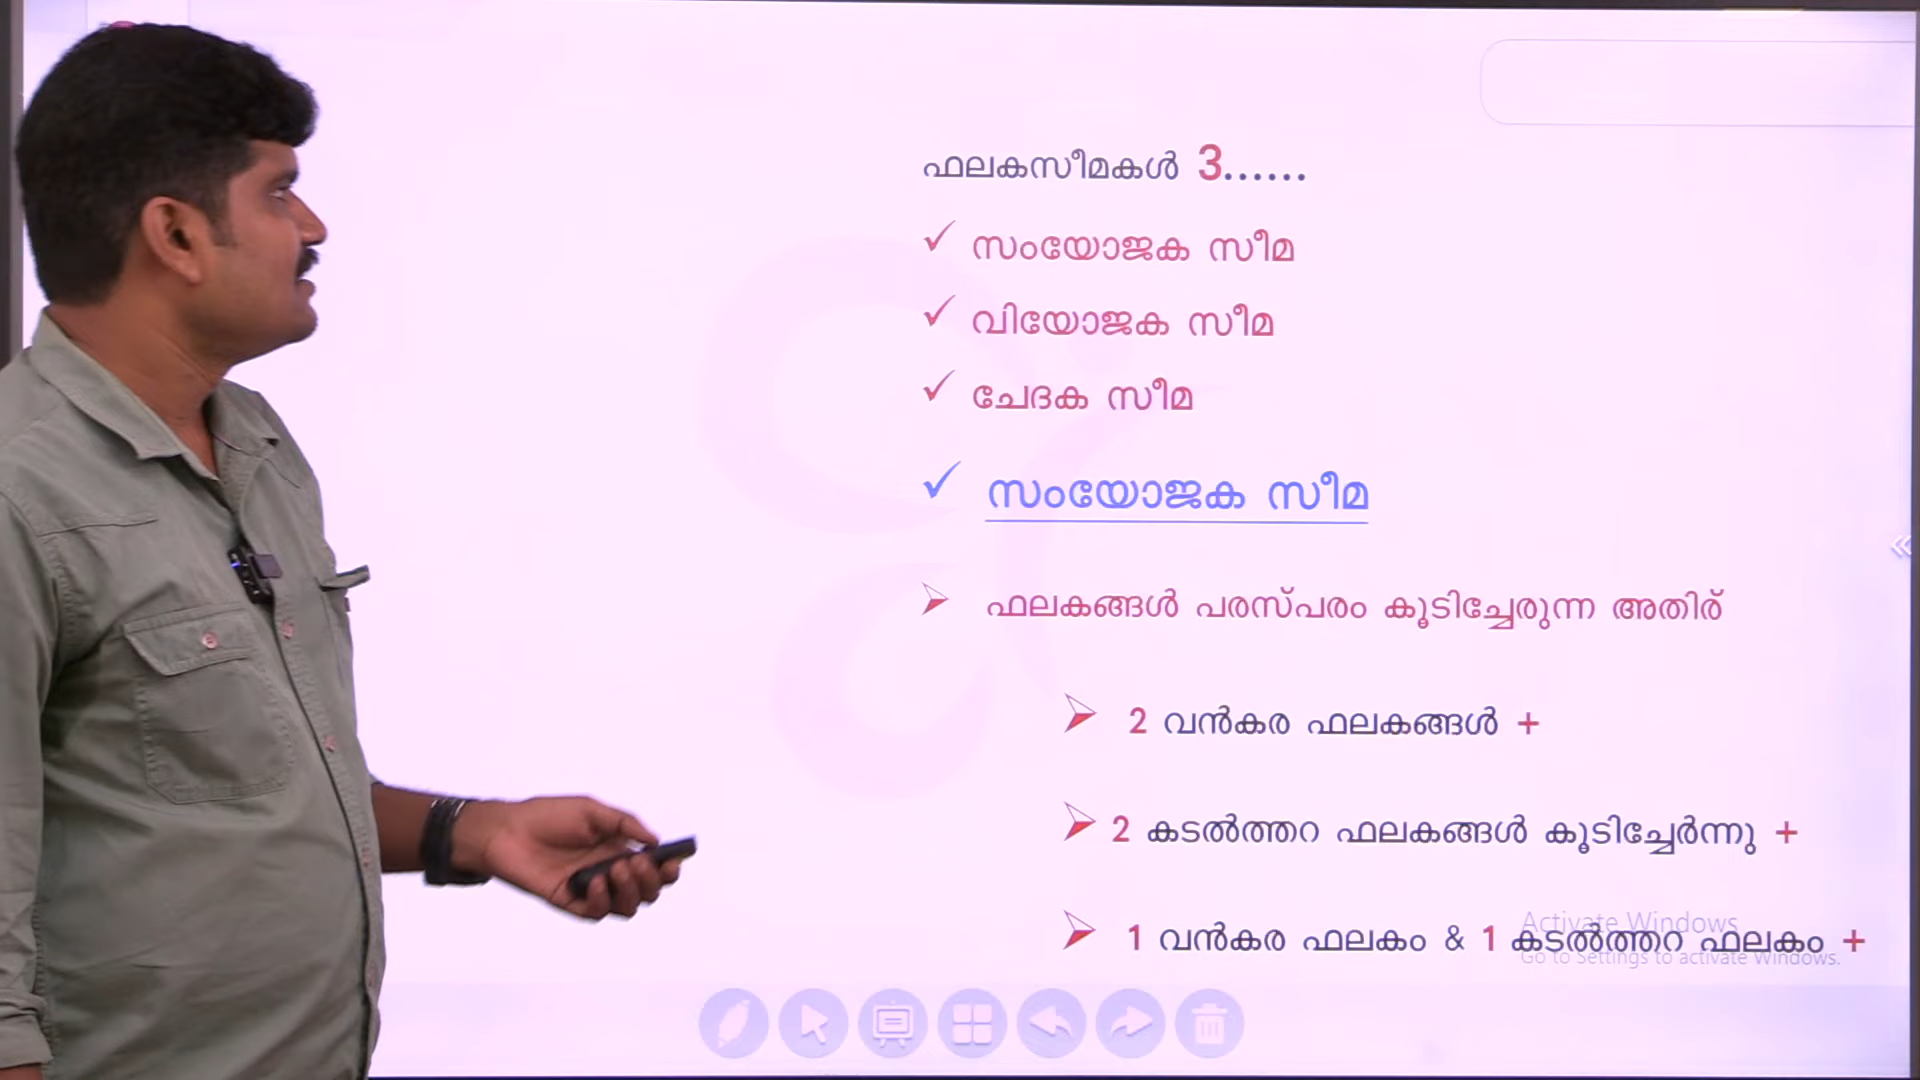 ഫലകസീമകൾ 3......
✓ സംയോജക സീമ
✓ വിയോജക സീമ
✓ ചേദക സീമ
✓ സംയോജക സീമ
➢ ഫലകങ്ങൾ പരസ്പരം കൂടിച്ചേരുന്ന അതിര്
➢ 2 വൻകര ഫലകങ്ങൾ +
➢ 2 കടൽത്തറ ഫലകങ്ങൾ കൂടിച്ചേർന്നു +
Activate Windows
➢ 1 വൻകര ഫലകം & 1 കടൽത്തറ ഫലകം +
Go to Settings to activate Windows.